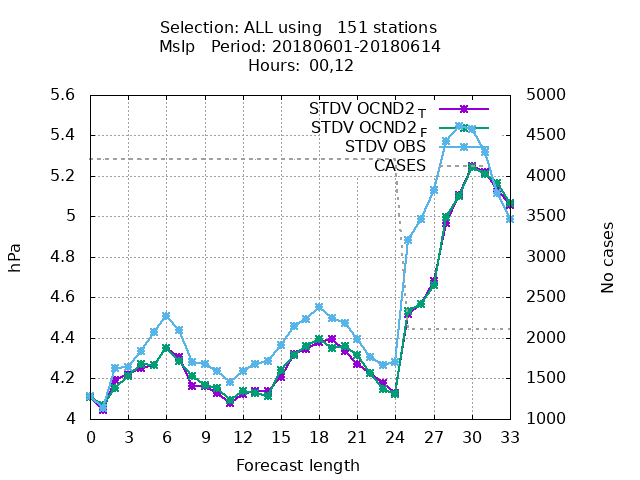 Selection: ALL using   151 stations
Mslp   Period: 20180601-20180614
Hours:  00,12
STDV OCND2 T
STDV OCND2 F
STDV OBS
CASES
5.6
5.4
5.2
5
4.8
4.6
4.4
4.2
4
hPa
5000
4500
4000
3500
3000
2500
2000
1500
1000
No cases
0 3 6 9 12 15 18 21 24 27 30 33
Forecast length